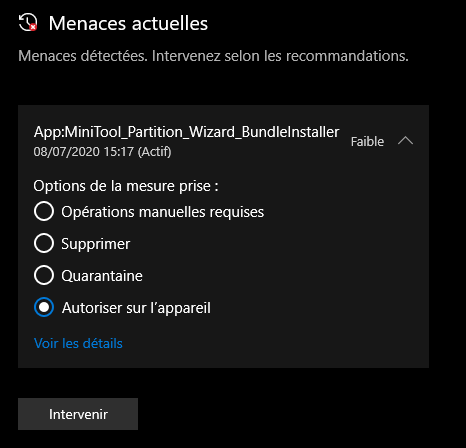 Menaces actuelles
Menaces détectées. Intervenez selon les recommandations.
App:MiniTool_Partition_Wizard_BundleInstaller
Faible
08/07/2020 15:17 (Actif)
Options de la mesure prise :
Opérations manuelles requises
Supprimer
Quarantaine
Autoriser sur l'appareil
Voir les détails
Intervenir